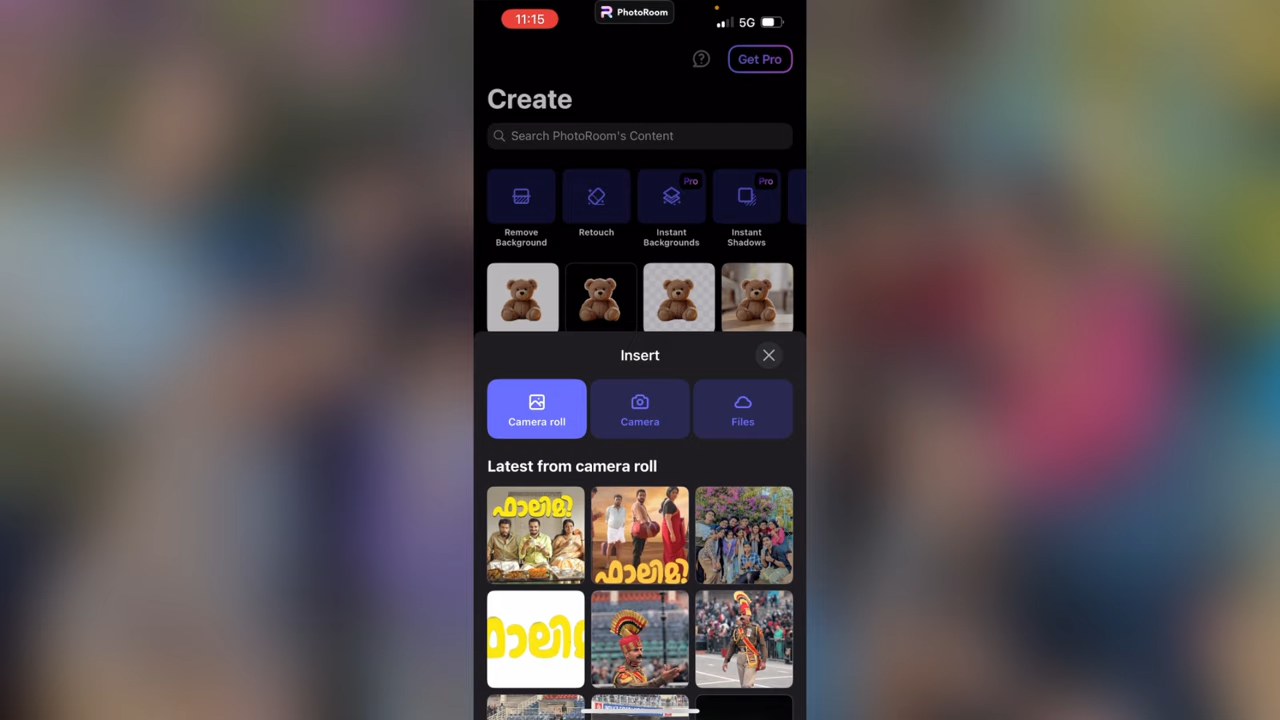 11:15
PhotoRoom
5G
Get Pro
Create
Search PhotoRoom's Content
Pro
Pro
Remove Background
Retouch
Instant Backgrounds
Instant Shadows
Insert
Camera roll
Camera
Files
Latest from camera roll
ഫാലിമി?
ഫാലിമി?